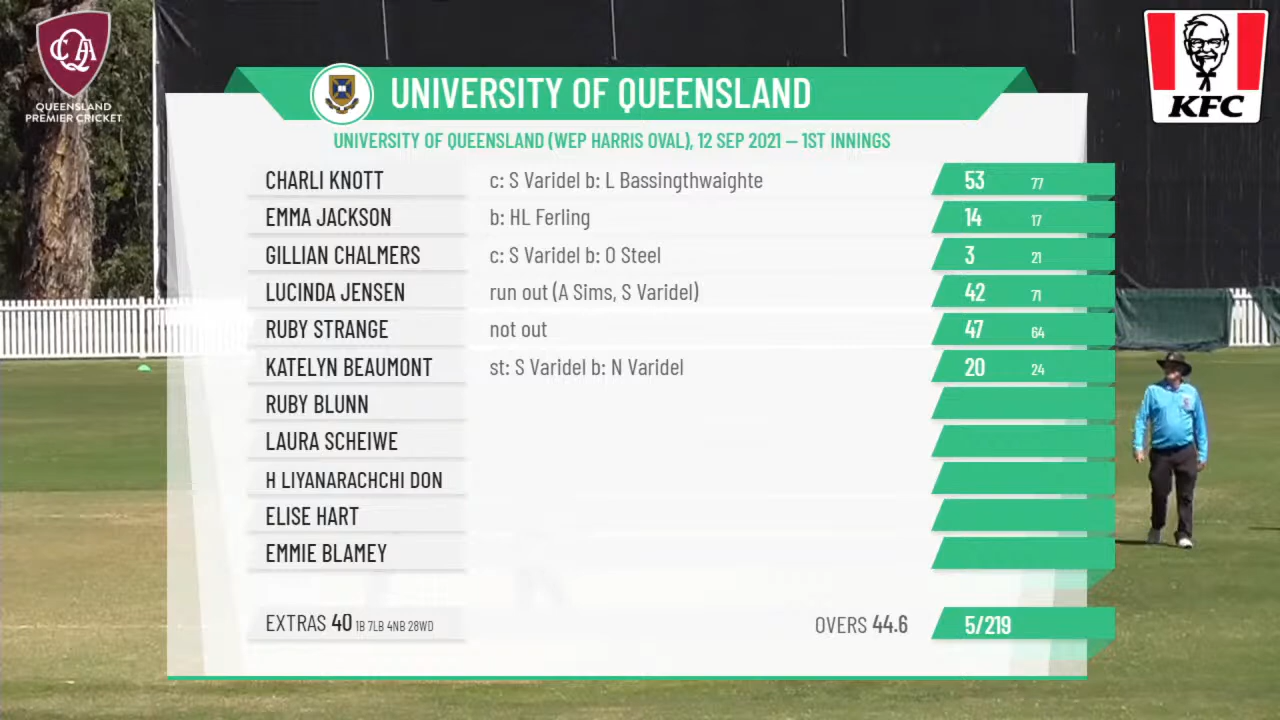 QUEENSLAND
PREMIER CRICKET
KFC
UNIVERSITY OF QUEENSLAND
UNIVERSITY OF QUEENSLAND (WEP HARRIS OVAL), 12 SEP 2021 – 1ST INNINGS
CHARLI KNOTT c: S Varidel b: L Bassingthwaighte 53 77
EMMA JACKSON b: HL Ferling 14 17
GILLIAN CHALMERS c: S Varidel b: O Steel 3 21
LUCINDA JENSEN run out (A Sims, S Varidel) 42 71
RUBY STRANGE not out 47 64
KATELYN BEAUMONT st: S Varidel b: N Varidel 20 24
RUBY BLUNN
LAURA SCHEIWE
H LIYANARACHCHI DON
ELISE HART
EMMIE BLAMEY
EXTRAS 40 1B 7LB 4NB 28WD OVERS 44.6 5/219